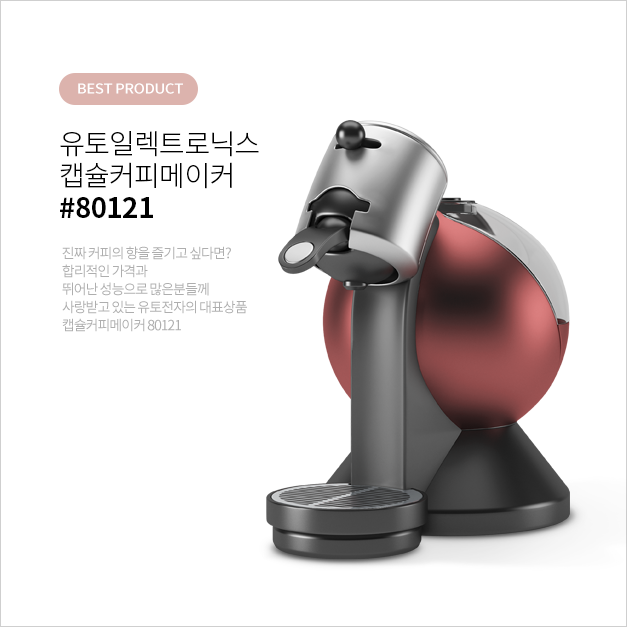 BEST PRODUCT
유토일렉트로닉스
캡슐커피메이커
#80121
진짜 커피의 향을 즐기고 싶다면?
합리적인 가격과
뛰어난 성능으로 많은분들께
사랑받고 있는 유토전자의 대표상품
캡슐커피메이커 80121